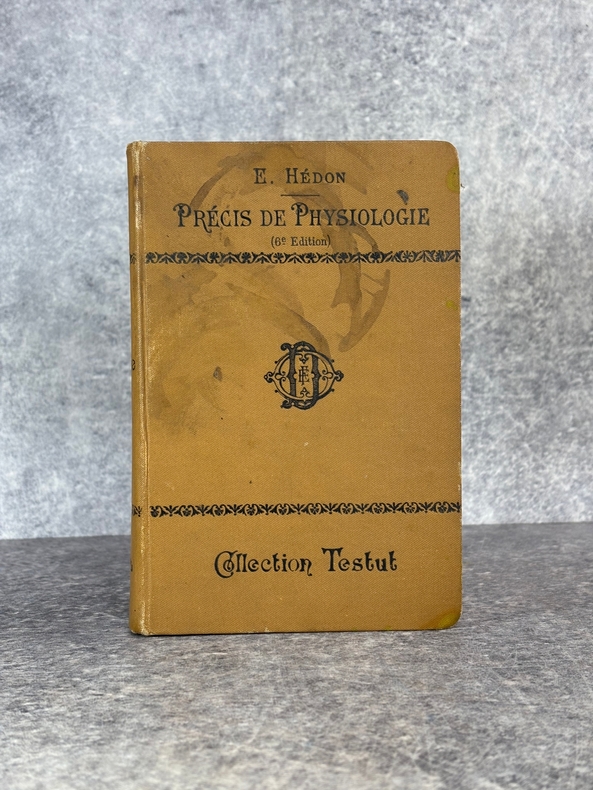 E. HÉDON
PRÉCIS DE PHYSIOLOGIE
(6e Edition)
Collection Testut